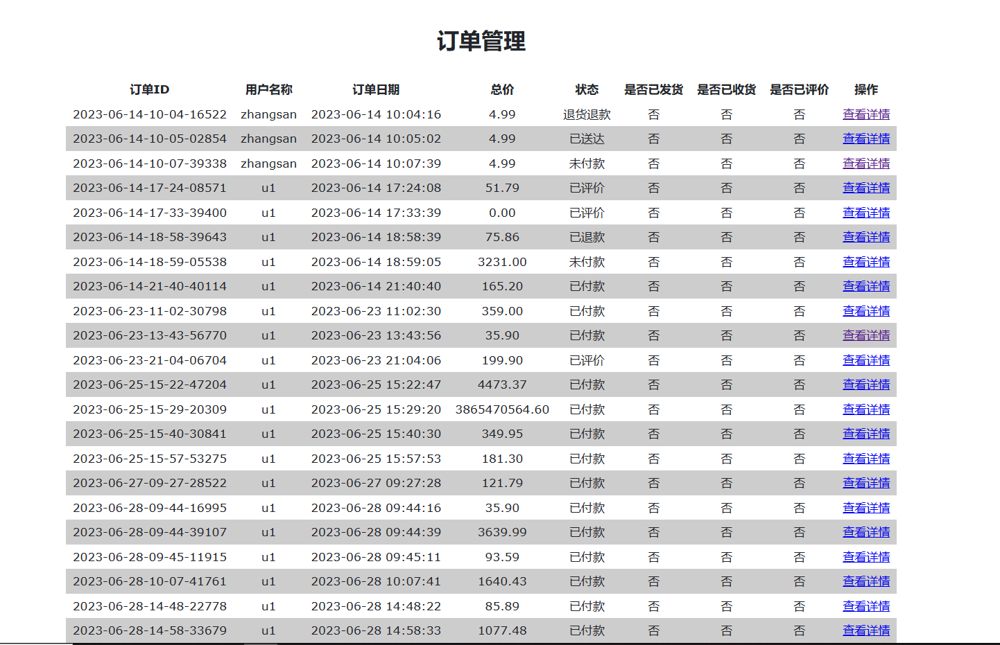 订单管理
订单ID 用户名称 订单日期 总价 状态 是否已发货 是否已收货 是否已评价 操作
2023-06-14-10-04-16522 zhangsan 2023-06-14 10:04:16 4.99 退货退款 否 否 否 查看详情
2023-06-14-10-05-02854 zhangsan 2023-06-14 10:05:02 4.99 已送达 否 否 否 查看详情
2023-06-14-10-07-39338 zhangsan 2023-06-14 10:07:39 4.99 未付款 否 否 否 查看详情
2023-06-14-17-24-08571 u1 2023-06-14 17:24:08 51.79 已评价 否 否 否 查看详情
2023-06-14-17-33-39400 u1 2023-06-14 17:33:39 0.00 已评价 否 否 否 查看详情
2023-06-14-18-58-39643 u1 2023-06-14 18:58:39 75.86 已退款 否 否 否 查看详情
2023-06-14-18-59-05538 u1 2023-06-14 18:59:05 3231.00 未付款 否 否 否 查看详情
2023-06-14-21-40-40114 u1 2023-06-14 21:40:40 165.20 已付款 否 否 否 查看详情
2023-06-23-11-02-30798 u1 2023-06-23 11:02:30 359.00 已付款 否 否 否 查看详情
2023-06-23-13-43-56770 u1 2023-06-23 13:43:56 35.90 已付款 否 否 否 查看详情
2023-06-23-21-04-06704 u1 2023-06-23 21:04:06 199.90 已评价 否 否 否 查看详情
2023-06-25-15-22-47204 u1 2023-06-25 15:22:47 4473.37 已付款 否 否 否 查看详情
2023-06-25-15-29-20309 u1 2023-06-25 15:29:20 3865470564.60 已付款 否 否 否 查看详情
2023-06-25-15-40-30841 u1 2023-06-25 15:40:30 349.95 已付款 否 否 否 查看详情
2023-06-25-15-57-53275 u1 2023-06-25 15:57:53 181.30 已付款 否 否 否 查看详情
2023-06-27-09-27-28522 u1 2023-06-27 09:27:28 121.79 已付款 否 否 否 查看详情
2023-06-28-09-44-16995 u1 2023-06-28 09:44:16 35.90 已付款 否 否 否 查看详情
2023-06-28-09-44-39107 u1 2023-06-28 09:44:39 3639.99 已付款 否 否 否 查看详情
2023-06-28-09-45-11915 u1 2023-06-28 09:45:11 93.59 已付款 否 否 否 查看详情
2023-06-28-10-07-41761 u1 2023-06-28 10:07:41 1640.43 已付款 否 否 否 查看详情
2023-06-28-14-48-22778 u1 2023-06-28 14:48:22 85.89 已付款 否 否 否 查看详情
2023-06-28-14-58-33679 u1 2023-06-28 14:58:33 1077.48 已付款 否 否 否 查看详情